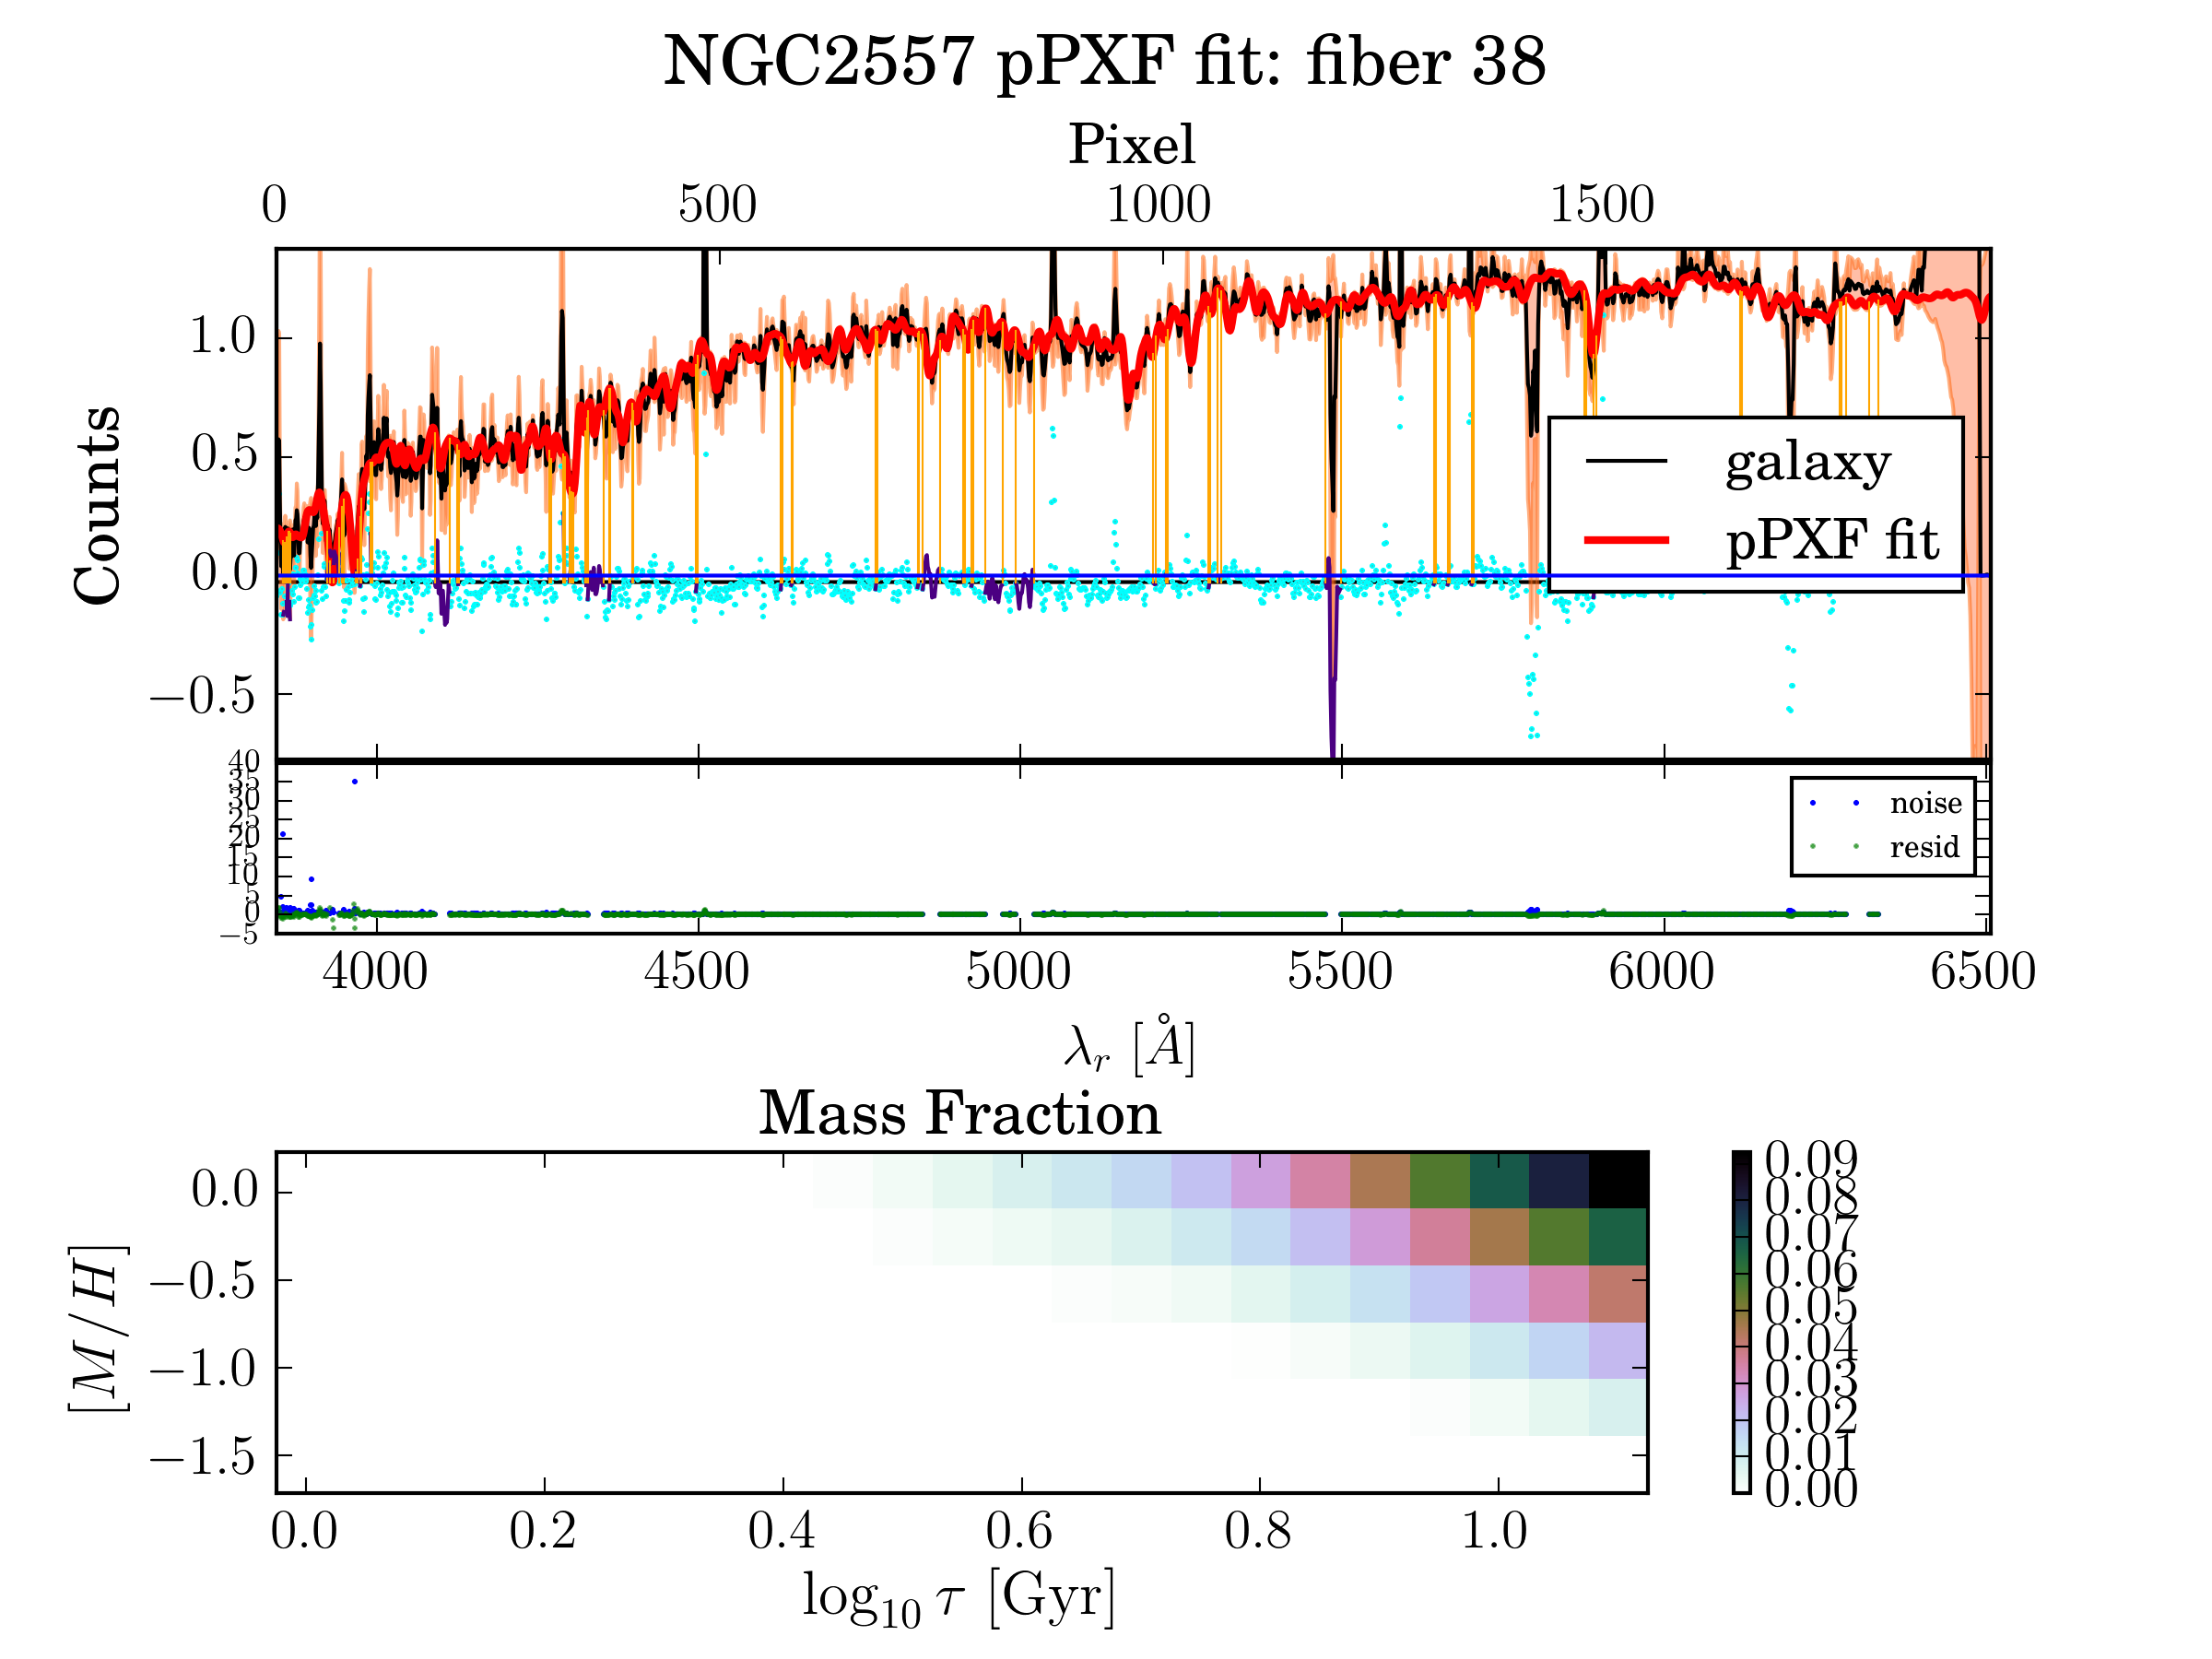 NGC2557 pPXF fit: fiber 38
Pixel
0 500 1000 1500
1.0
0.5
0.0
−0.5
Counts
galaxy
pPXF fit
40
35
30
25
20
15
10
5
0
−5
noise
resid
4000 4500 5000 5500 6000 6500
λr [Å]
Mass Fraction
0.0
−0.5
−1.0
−1.5
[M/H]
0.09
0.08
0.07
0.06
0.05
0.04
0.03
0.02
0.01
0.00
0.0 0.2 0.4 0.6 0.8 1.0
log10 τ [Gyr]